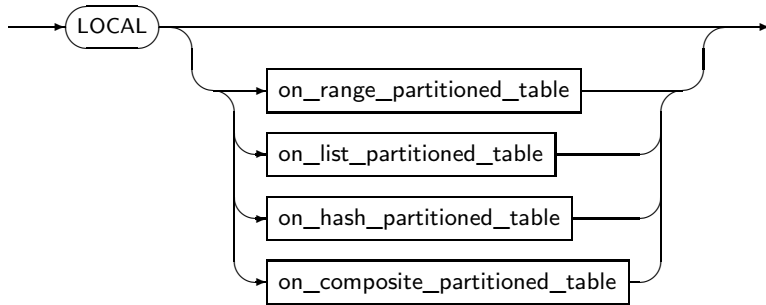 LOCAL
on_range_partitioned_table
on_list_partitioned_table
on_hash_partitioned_table
on_composite_partitioned_table